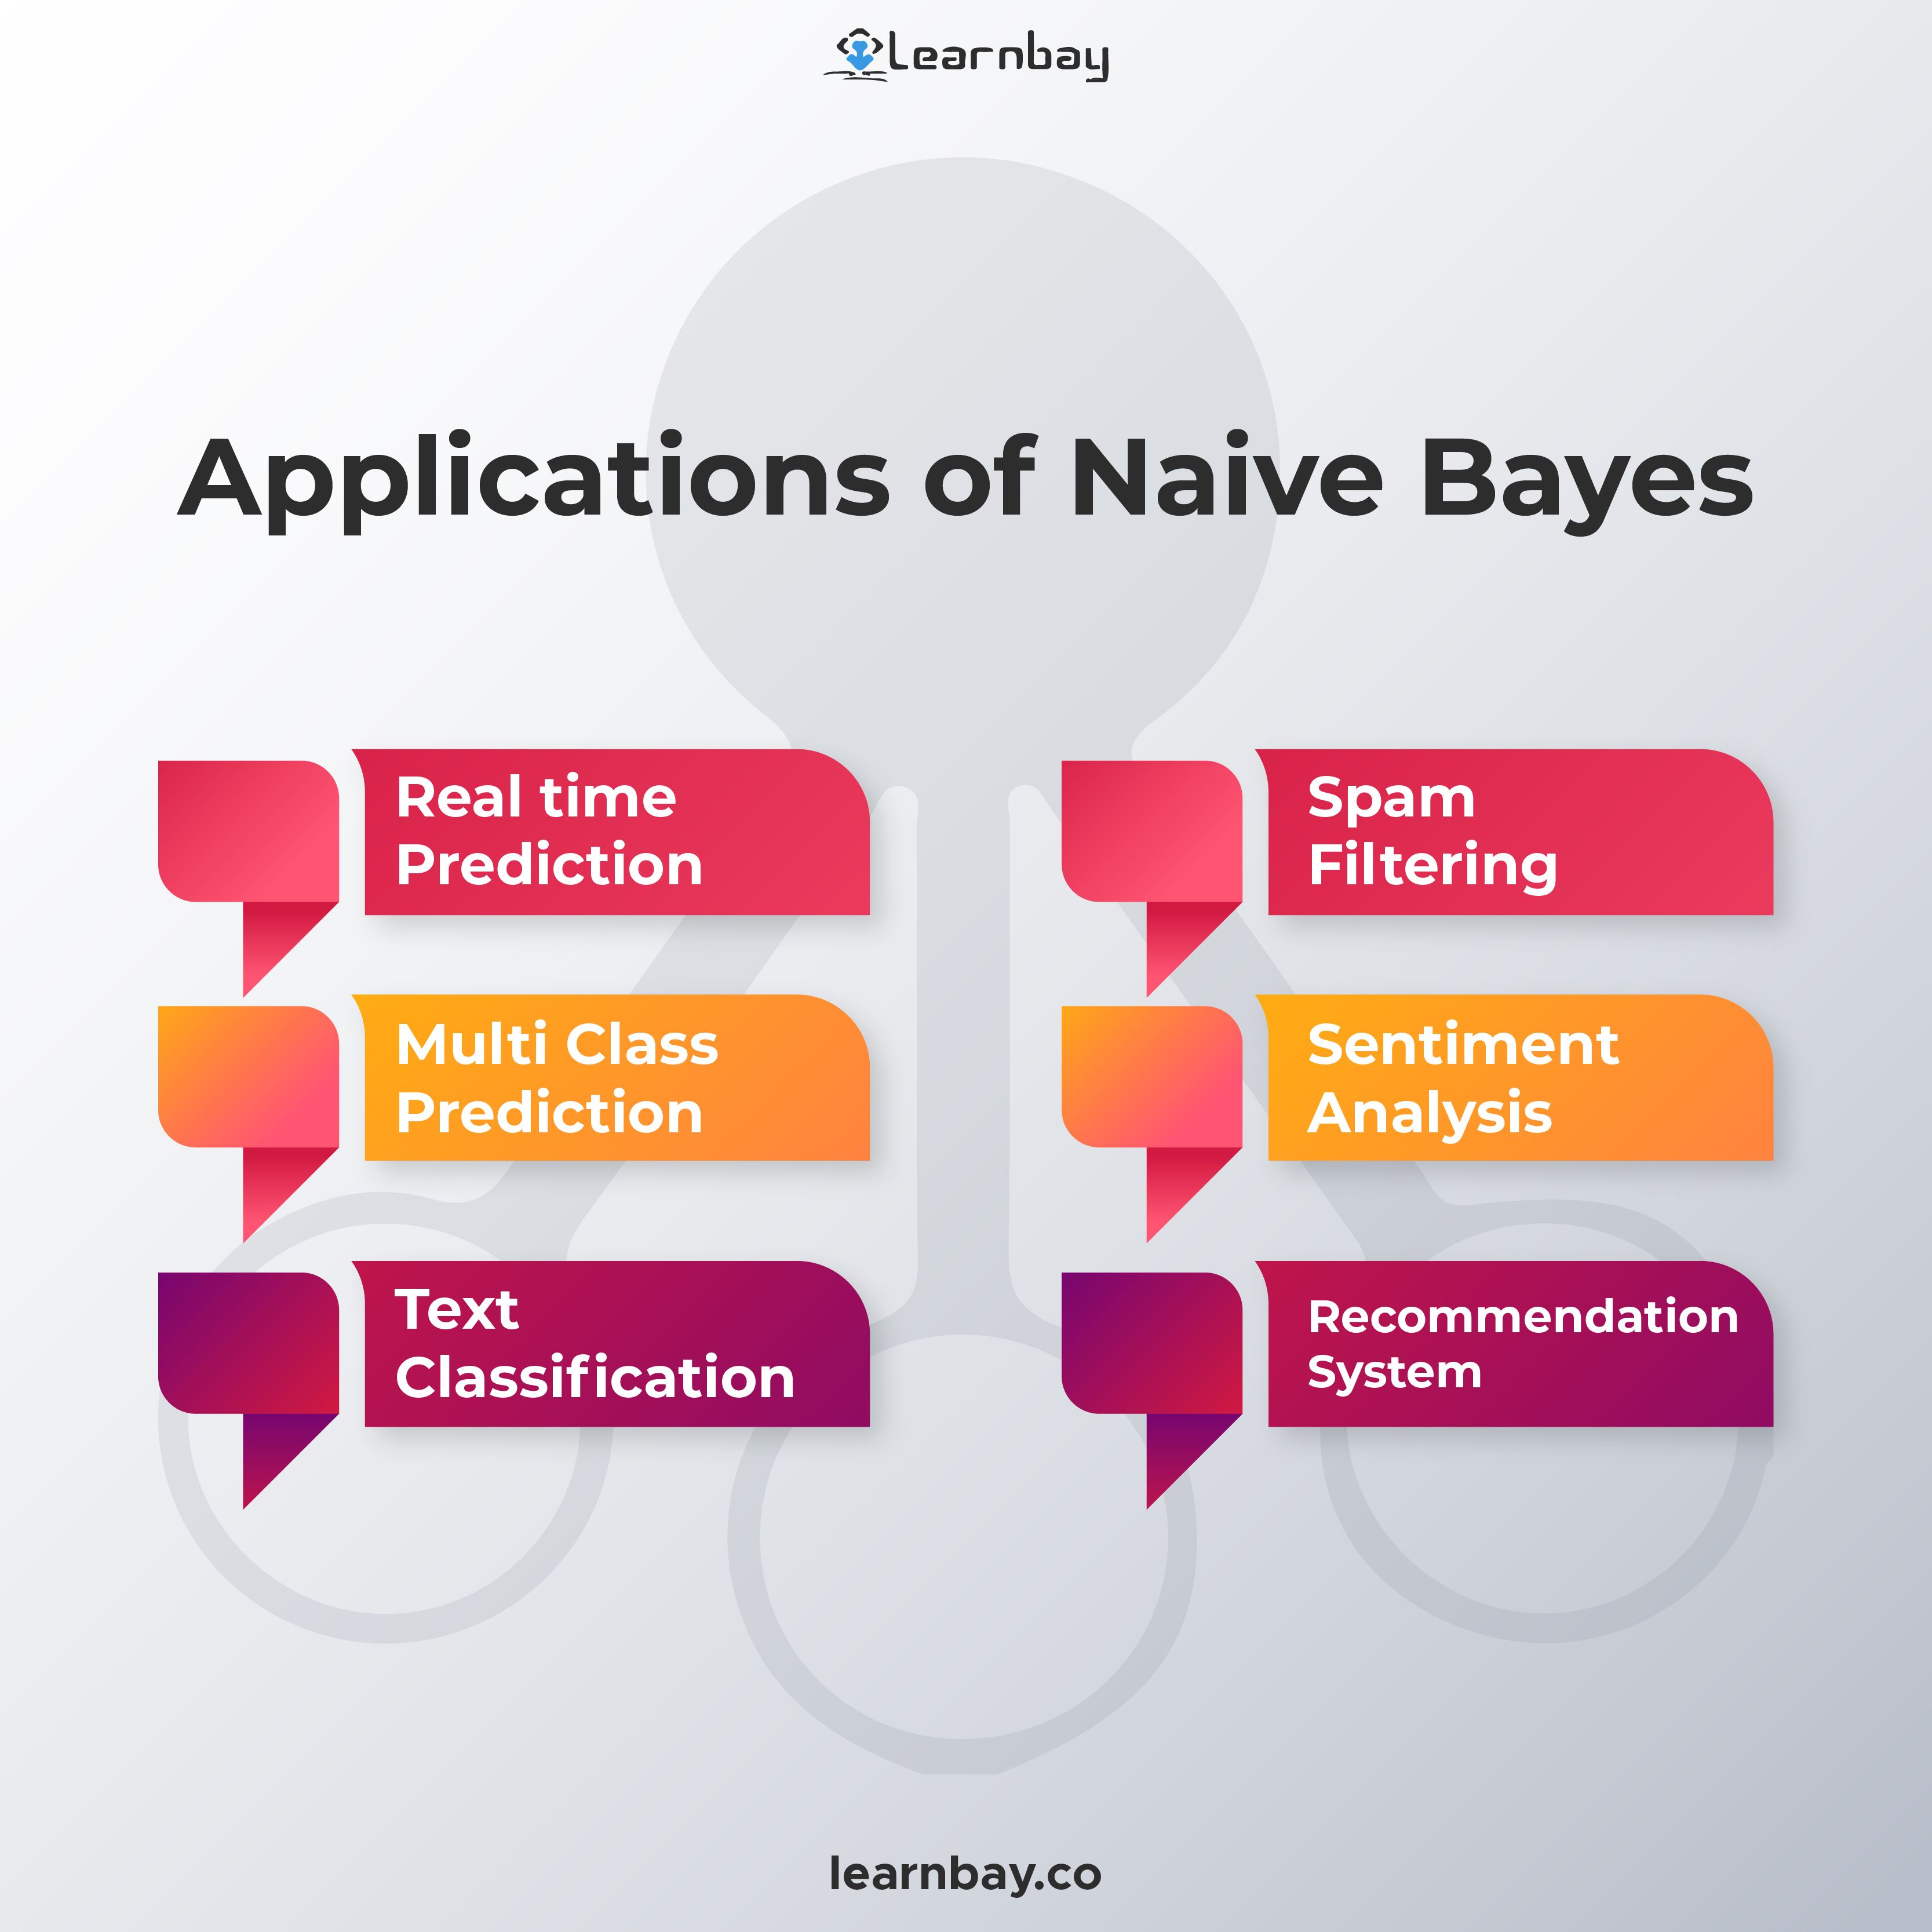 Learnbay
Applications of Naive Bayes
Real time
Prediction
Spam
Filtering
Multi Class
Prediction
Sentiment
Analysis
Text
Classification
Recommendation
System
learnbay.co